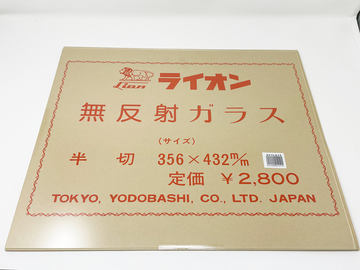 Lion ライオン
無反射ガラス
(サイズ)
半切 356×432m/m
定価 ¥2,800
TOKYO, YODOBASHI, CO., LTD. JAPAN